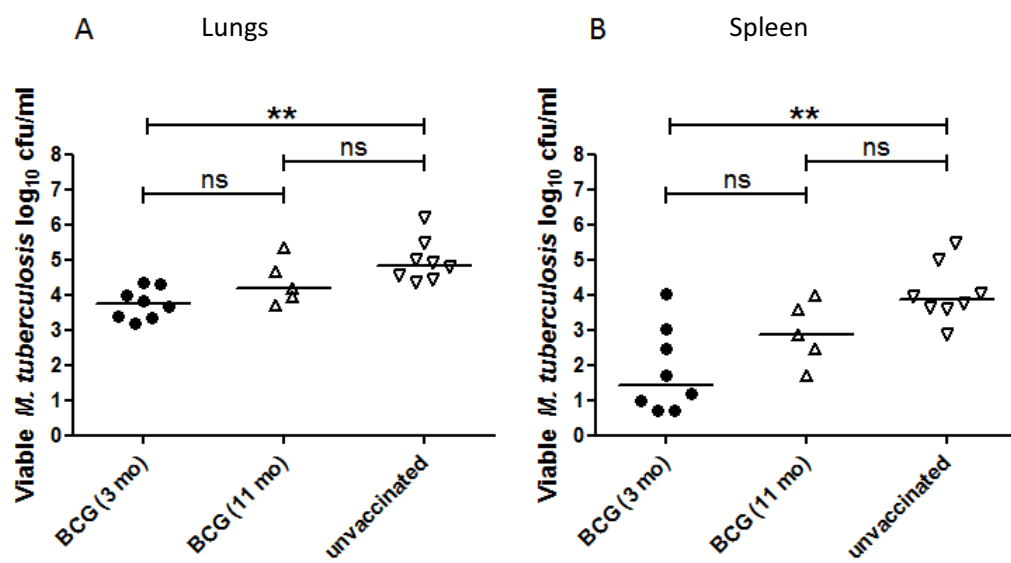 A Lungs
**
ns
ns
Viable M. tuberculosis log10 cfu/ml
8
7
6
5
4
3
2
1
0
BCG (3 mo)
BCG (11 mo)
unvaccinated
B Spleen
**
ns
ns
Viable M. tuberculosis log10 cfu/ml
8
7
6
5
4
3
2
1
0
BCG (3 mo)
BCG (11 mo)
unvaccinated